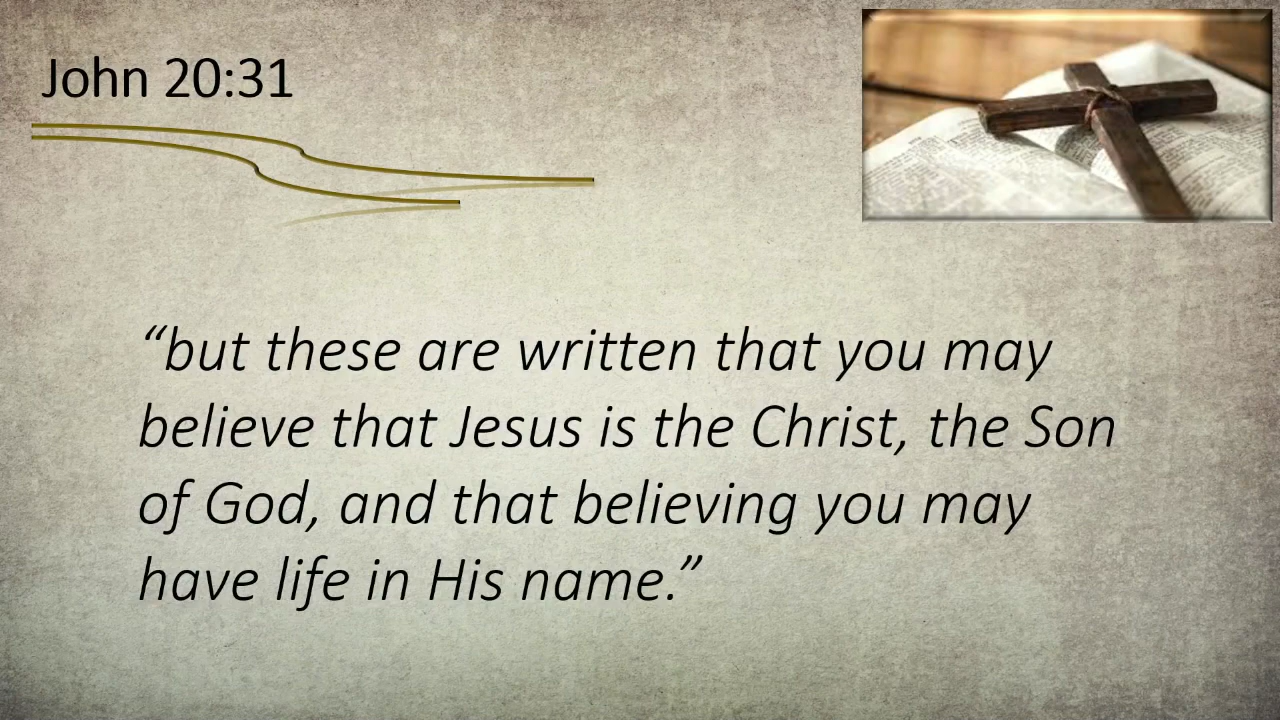 John 20:31
“but these are written that you may
believe that Jesus is the Christ, the Son
of God, and that believing you may
have life in His name.”